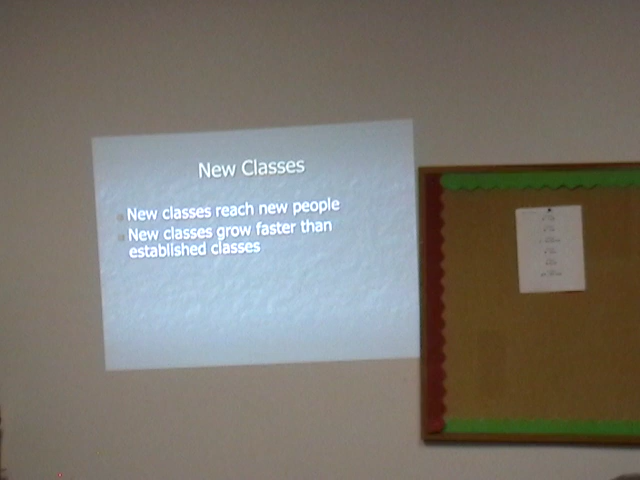 New Classes
New classes reach new people
New classes grow faster than
established classes